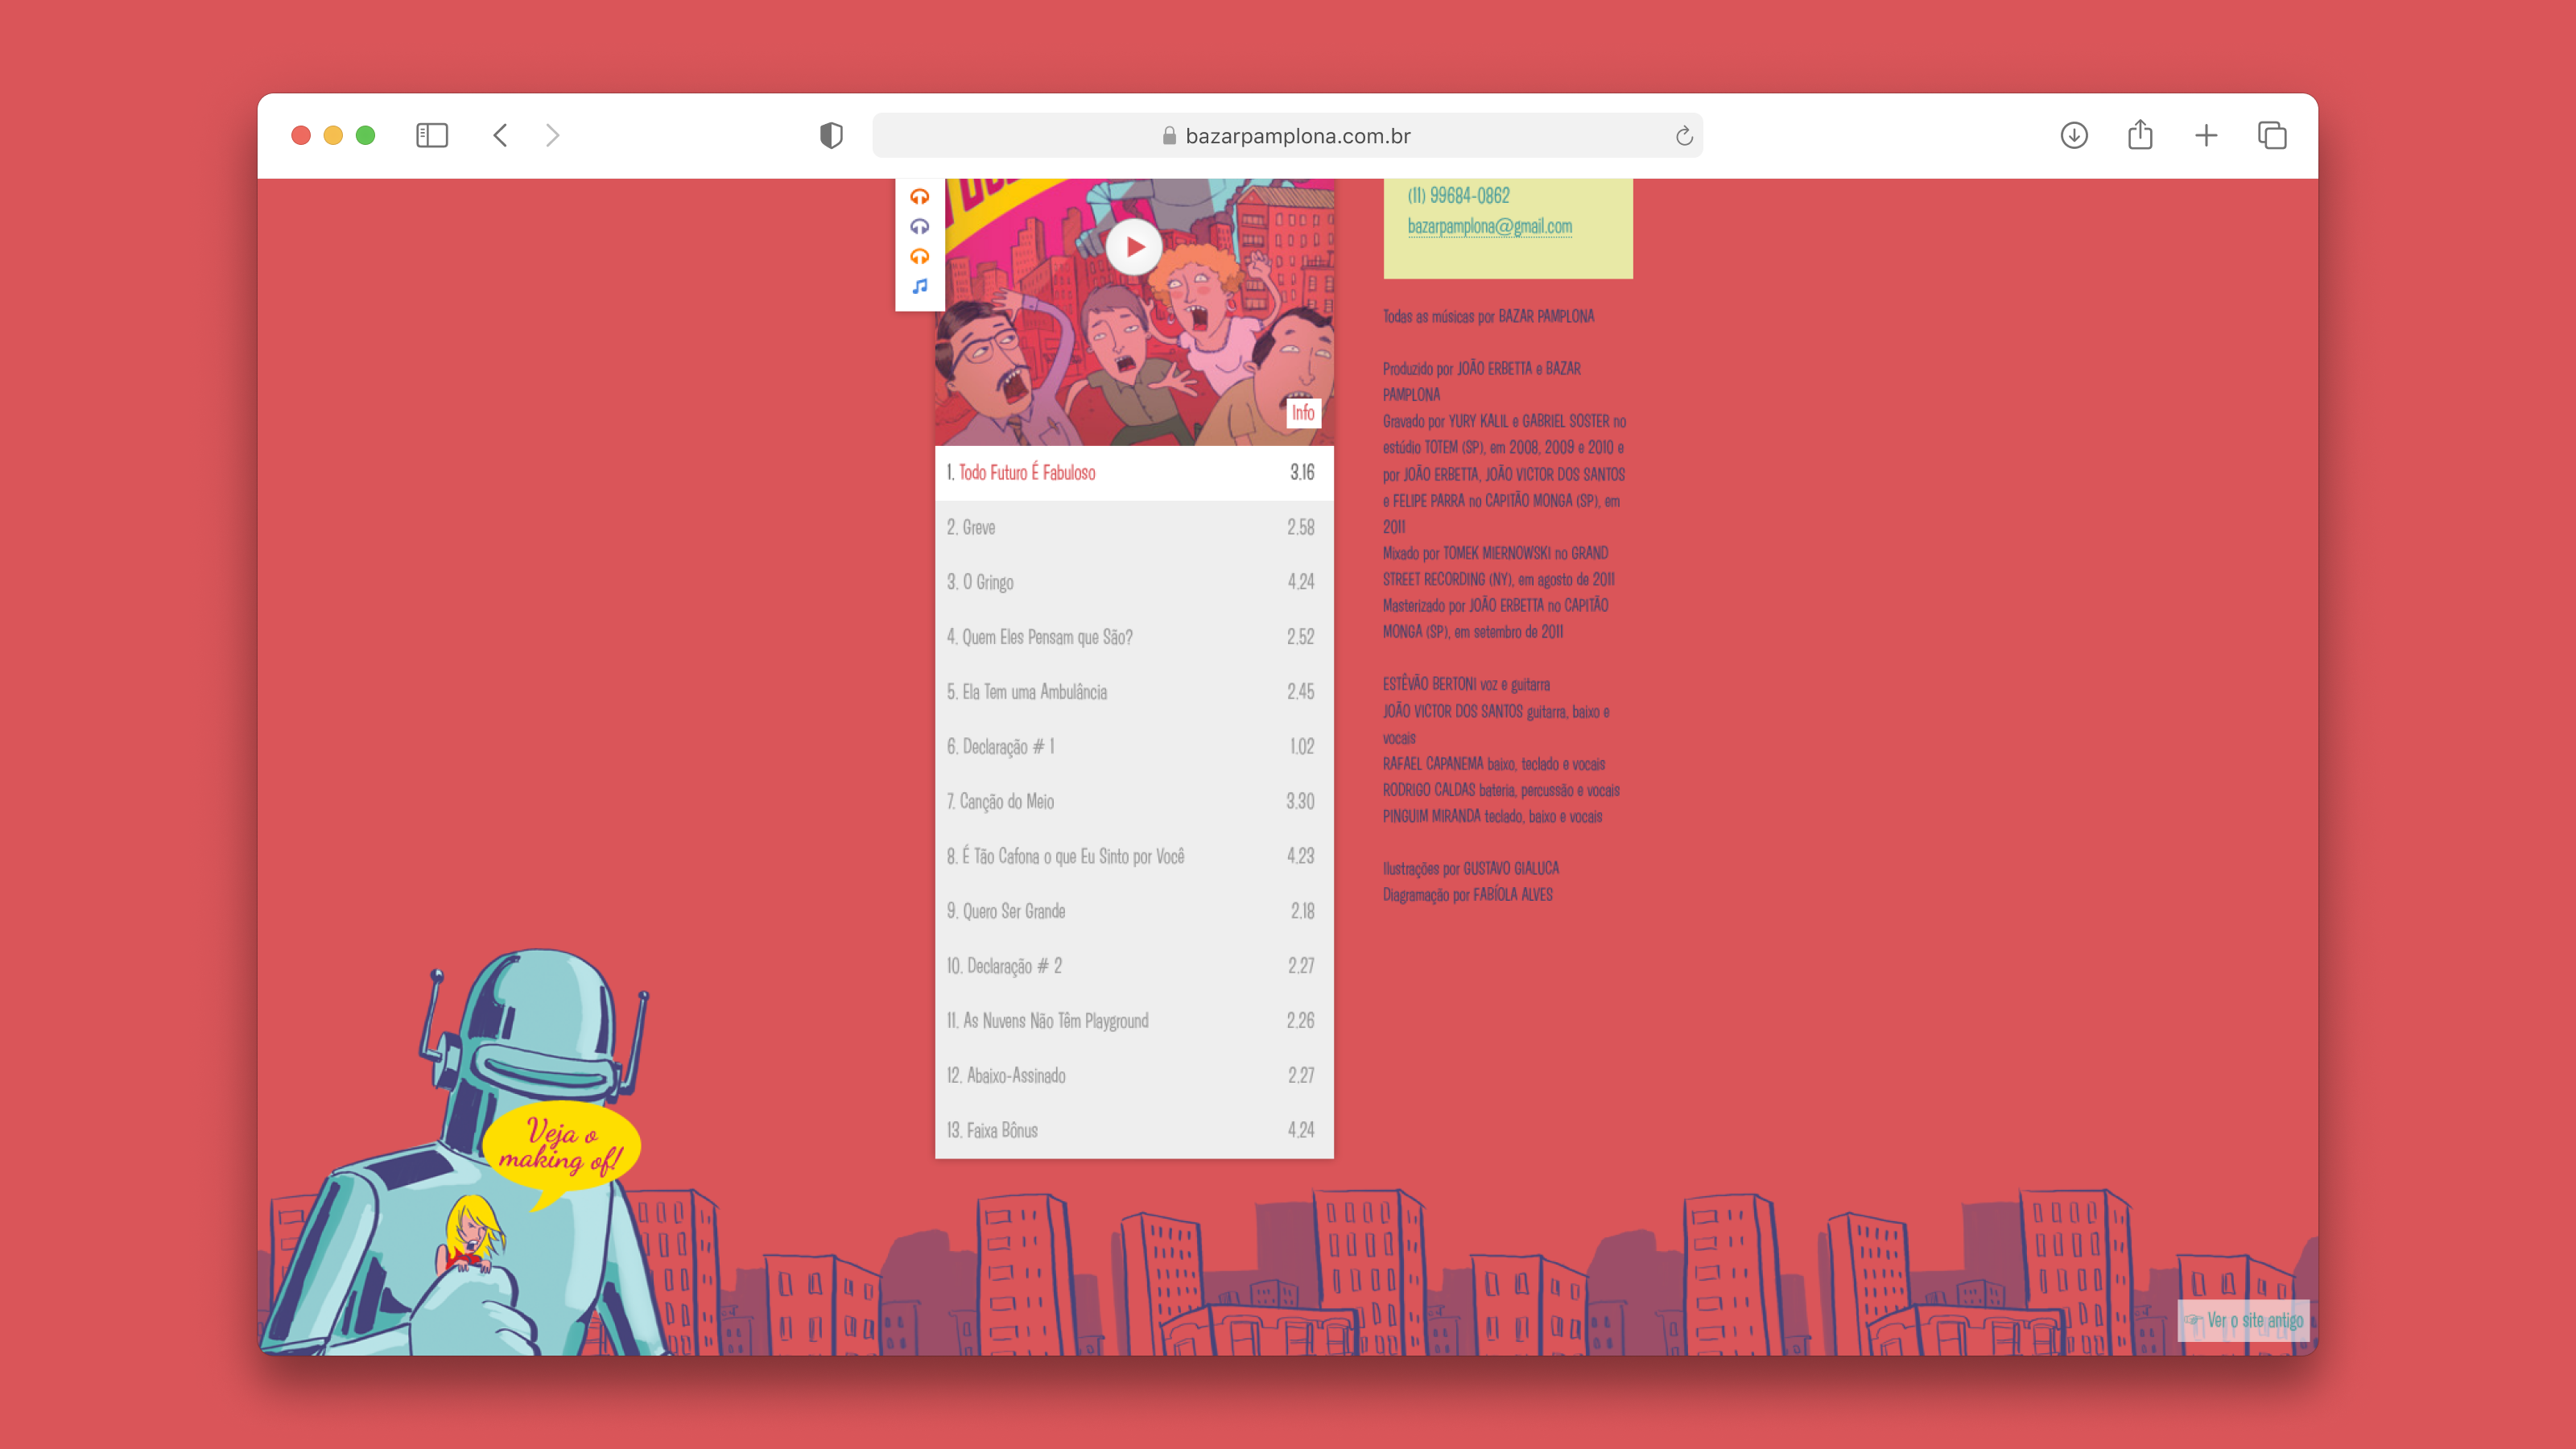 bazarpamplona.com.br
(11) 99684-0862
bazarpamplona@gmail.com
Info
1. Todo Futuro É Fabuloso 3.16
2. Greve 2.58
3. O Gringo 4.24
4. Quem Eles Pensam que São? 2.52
5. Ela Tem uma Ambulância 2.45
6. Declaração # 1 1.02
7. Canção do Meio 3.30
8. É Tão Cafona o que Eu Sinto por Você 4.23
9. Quero Ser Grande 2.18
10. Declaração # 2 2.27
11. As Nuvens Não Têm Playground 2.26
12. Abaixo-Assinado 2.27
13. Faixa Bônus 4.24
Todas as músicas por BAZAR PAMPLONA
Produzido por JOÃO ERBETTA e BAZAR
PAMPLONA
Gravado por YURY KALIL e GABRIEL SOSTER no
estúdio TOTEM (SP), em 2008, 2009 e 2010 e
por JOÃO ERBETTA, JOÃO VICTOR DOS SANTOS
e FELIPE PARRA no CAPITÃO MONGA (SP), em
2011
Mixado por TOMEK MIERNOWSKI no GRAND
STREET RECORDING (NY), em agosto de 2011
Masterizado por JOÃO ERBETTA no CAPITÃO
MONGA (SP), em setembro de 2011
ESTÊVÃO BERTONI voz e guitarra
JOÃO VICTOR DOS SANTOS guitarra, baixo e
vocais
RAFAEL CAPANEMA baixo, teclado e vocais
RODRIGO CALDAS bateria, percussão e vocais
PINGUIM MIRANDA teclado, baixo e vocais
Ilustrações por GUSTAVO GIALUCA
Diagramação por FABÍOLA ALVES
Veja o
making of!
☞ Ver o site antigo